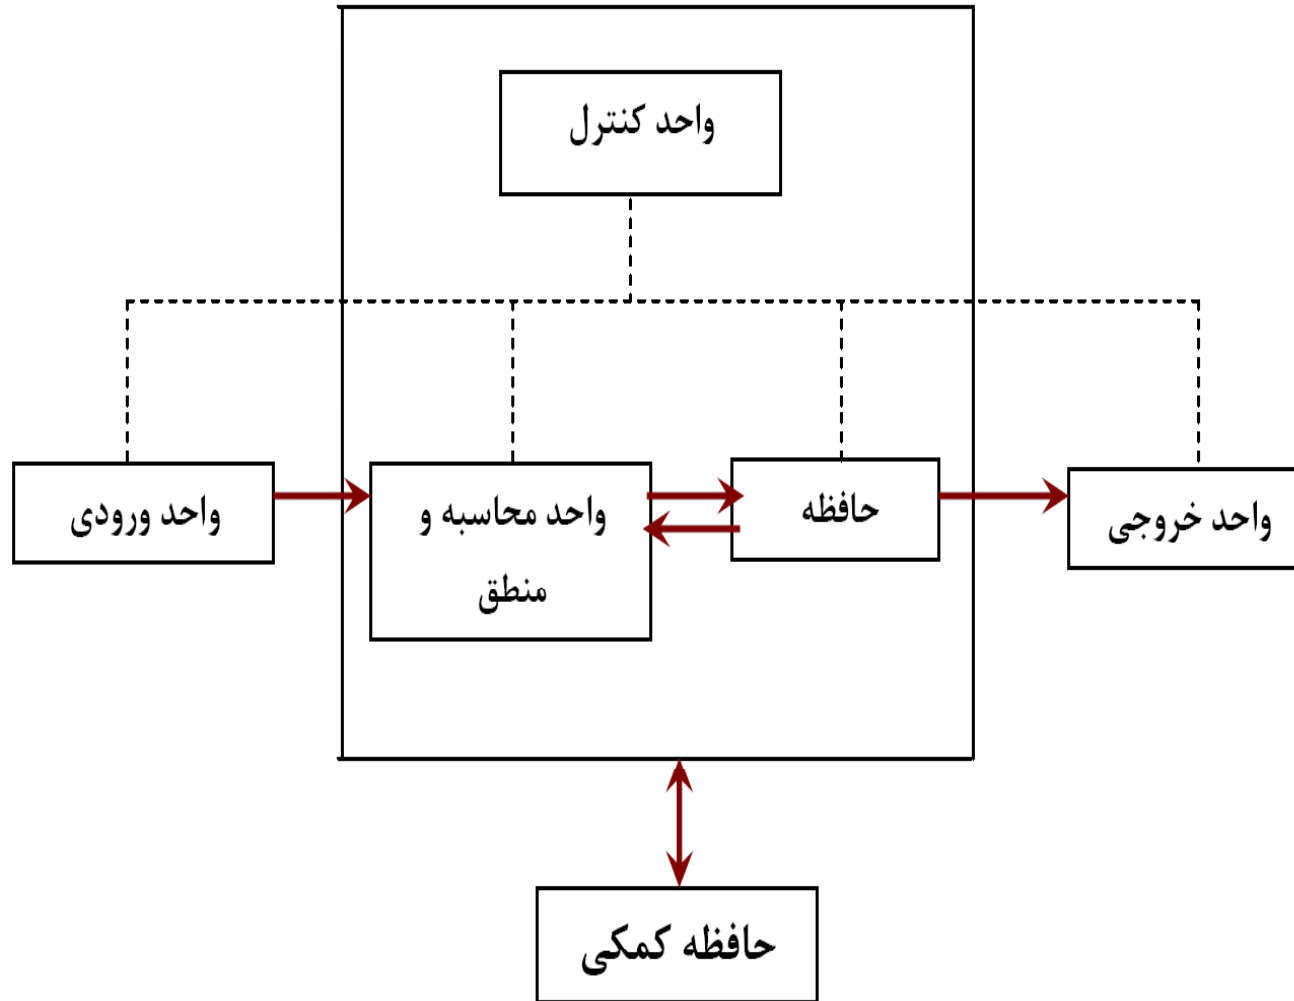 واحد کنترل
واحد ورودی
واحد محاسبه و
منطق
حافظه
واحد خروجی
حافظه کمکی